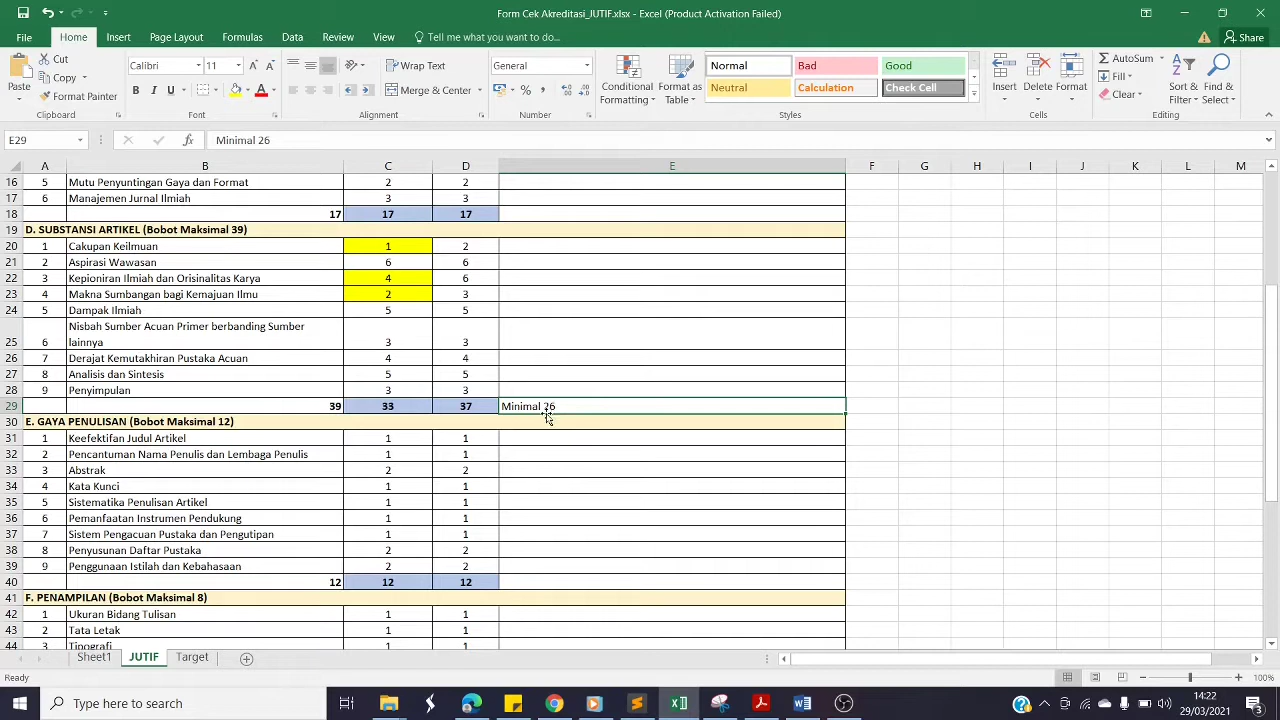 Form Cek Akreditasi_JUTIF.xlsx - Excel (Product Activation Failed)
File Home Insert Page Layout Formulas Data Review View Tell me what you want to do... Share
Paste Cut Copy Format Painter Clipboard
Calibri 11 B I U Font
Wrap Text Merge & Center Alignment
General % Number
Conditional Formatting Format as Table
Normal Bad Good
Neutral Calculation Check Cell
Styles
Insert Delete Format Cells
AutoSum Fill Clear Sort & Filter Find & Select Editing
E29 fx Minimal 26
A B C D E F G H I J K L M
16 5 Mutu Penyuntingan Gaya dan Format 2 2
17 6 Manajemen Jurnal Ilmiah 3 3
18 17 17 17
19 D. SUBSTANSI ARTIKEL (Bobot Maksimal 39)
20 1 Cakupan Keilmuan 1 2
21 2 Aspirasi Wawasan 6 6
22 3 Kepioniran Ilmiah dan Orisinalitas Karya 4 6
23 4 Makna Sumbangan bagi Kemajuan Ilmu 2 3
24 5 Dampak Ilmiah 5 5
Nisbah Sumber Acuan Primer berbanding Sumber
25 6 lainnya 3 3
26 7 Derajat Kemutakhiran Pustaka Acuan 4 4
27 8 Analisis dan Sintesis 5 5
28 9 Penyimpulan 3 3
29 39 33 37 Minimal 26
30 E. GAYA PENULISAN (Bobot Maksimal 12)
31 1 Keefektifan Judul Artikel 1 1
32 2 Pencantuman Nama Penulis dan Lembaga Penulis 1 1
33 3 Abstrak 2 2
34 4 Kata Kunci 1 1
35 5 Sistematika Penulisan Artikel 1 1
36 6 Pemanfaatan Instrumen Pendukung 1 1
37 7 Sistem Pengacuan Pustaka dan Pengutipan 1 1
38 8 Penyusunan Daftar Pustaka 2 2
39 9 Penggunaan Istilah dan Kebahasaan 2 2
40 12 12 12
41 F. PENAMPILAN (Bobot Maksimal 8)
42 1 Ukuran Bidang Tulisan 1 1
43 2 Tata Letak 1 1
44 3 Tipografi 1 1
Sheet1 JUTIF Target
Ready 100%
Type here to search
14:22
29/03/2021